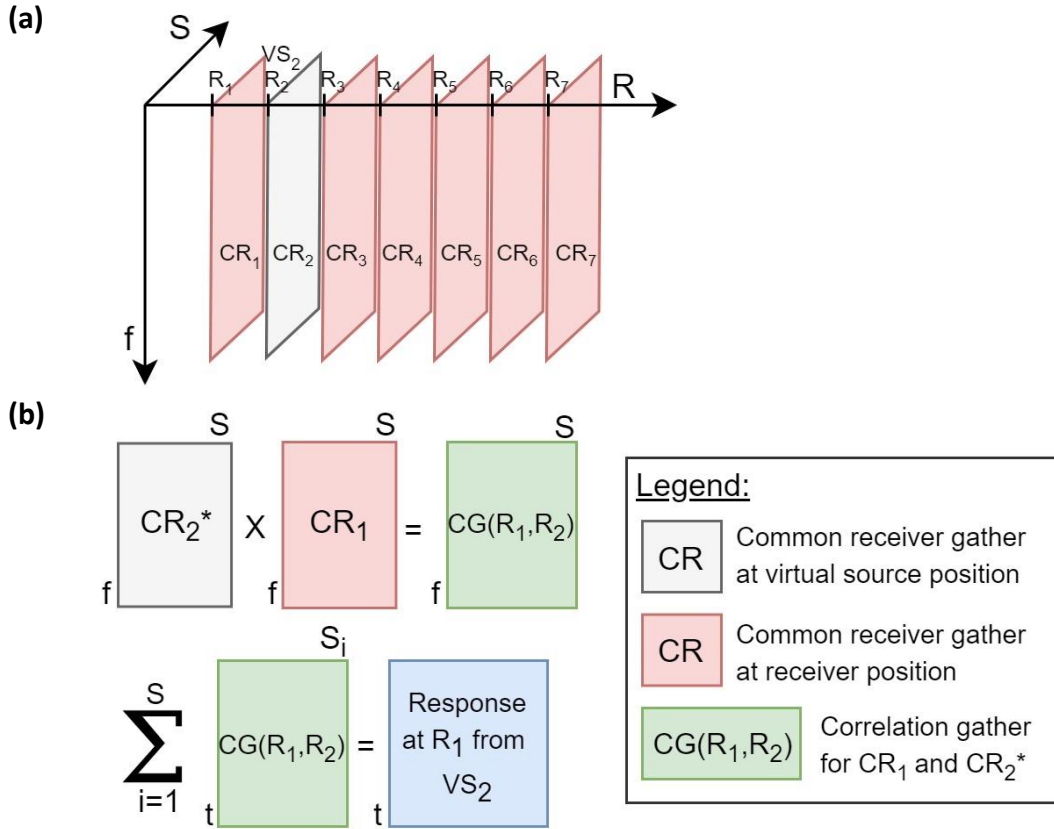 (a)
S
VS2
R1 R2 R3 R4 R5 R6 R7 R
CR1 CR2 CR3 CR4 CR5 CR6 CR7
f
(b)
S S S
CR2* X CR1 = CG(R1,R2)
f f f
S Si
∑ CG(R1,R2) = Response
at R1 from
VS2
i=1 t t
Legend:
CR Common receiver gather
at virtual source position
CR Common receiver gather
at receiver position
CG(R1,R2) Correlation gather
for CR1 and CR2*